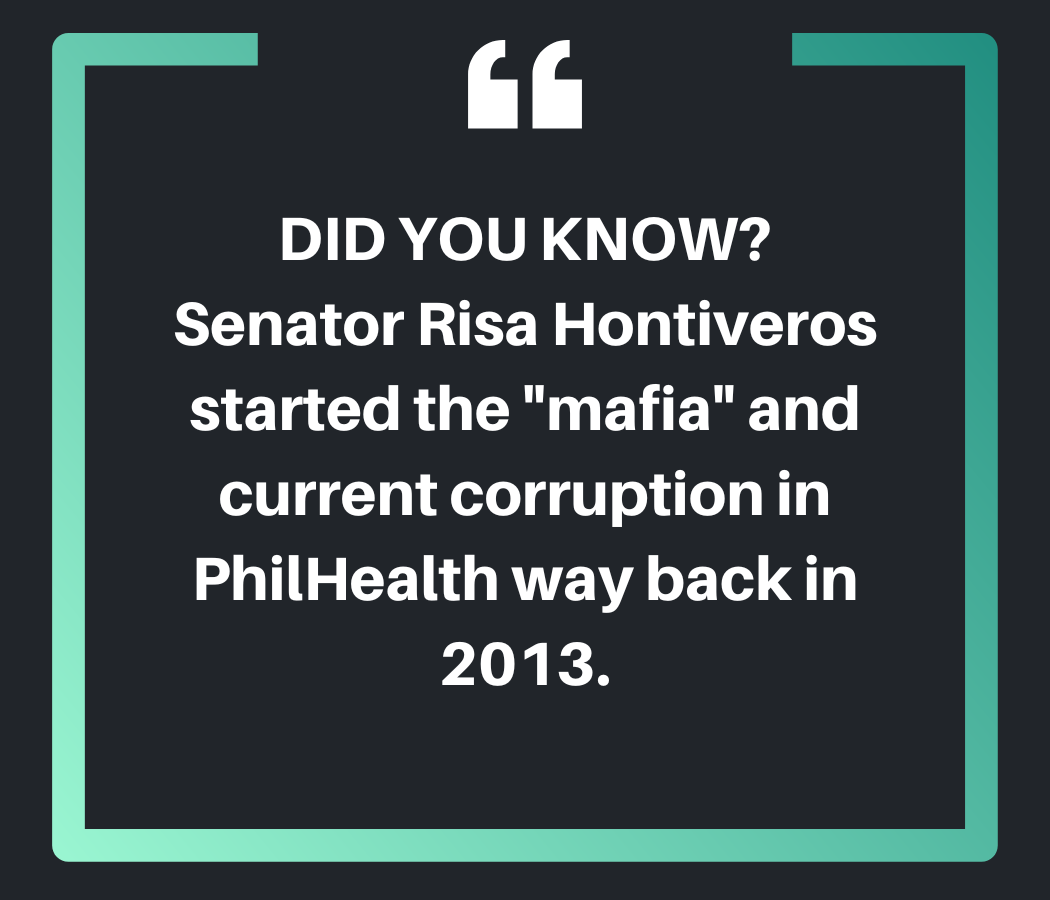 “
DID YOU KNOW?
Senator Risa Hontiveros
started the "mafia" and
current corruption in
PhilHealth way back in
2013.